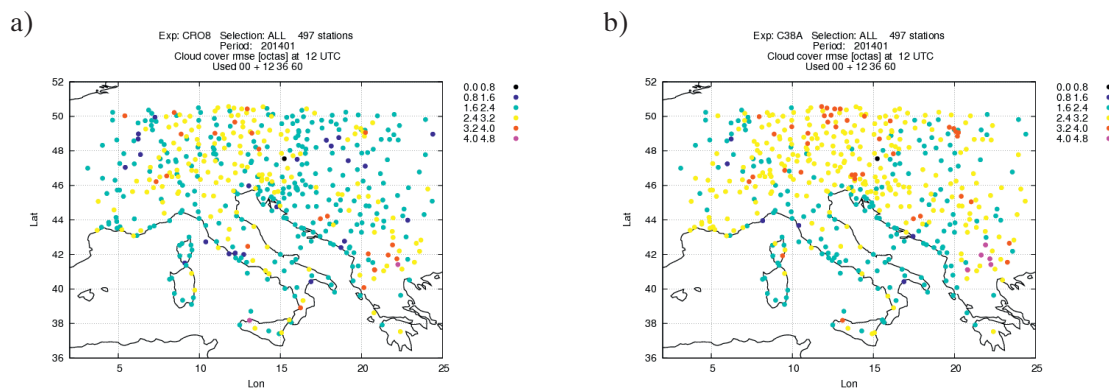 a)
Exp: CRO8 Selection: ALL 497 stations
Period: 201401
Cloud cover rmse [octas] at 12 UTC
Used 00 + 12 36 60
52
50
48
46
44
42
40
38
36
Lat
5
10
15
20
25
Lon
0.0 0.8
0.8 1.6
1.6 2.4
2.4 3.2
3.2 4.0
4.0 4.8
b)
Exp: C38A Selection: ALL 497 stations
Period: 201401
Cloud cover rmse [octas] at 12 UTC
Used 00 + 12 36 60
52
50
48
46
44
42
40
38
36
Lat
5
10
15
20
25
Lon
0.0 0.8
0.8 1.6
1.6 2.4
2.4 3.2
3.2 4.0
4.0 4.8